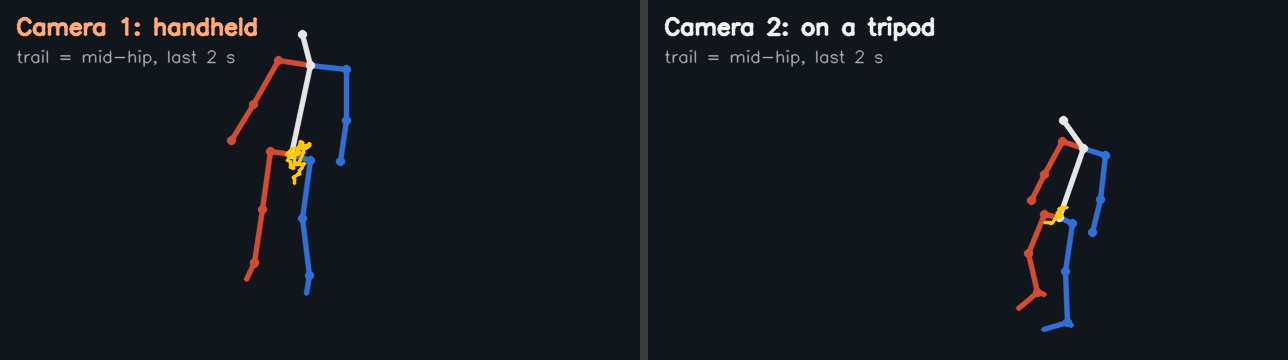 Camera 1: handheld
trail = mid-hip, last 2 s
Camera 2: on a tripod
trail = mid-hip, last 2 s